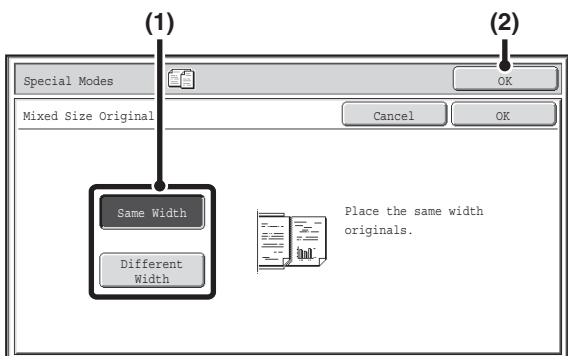 (1) (2)
Special Modes OK
Mixed Size Original Cancel OK
Same Width
Place the same width
originals.
Different
Width